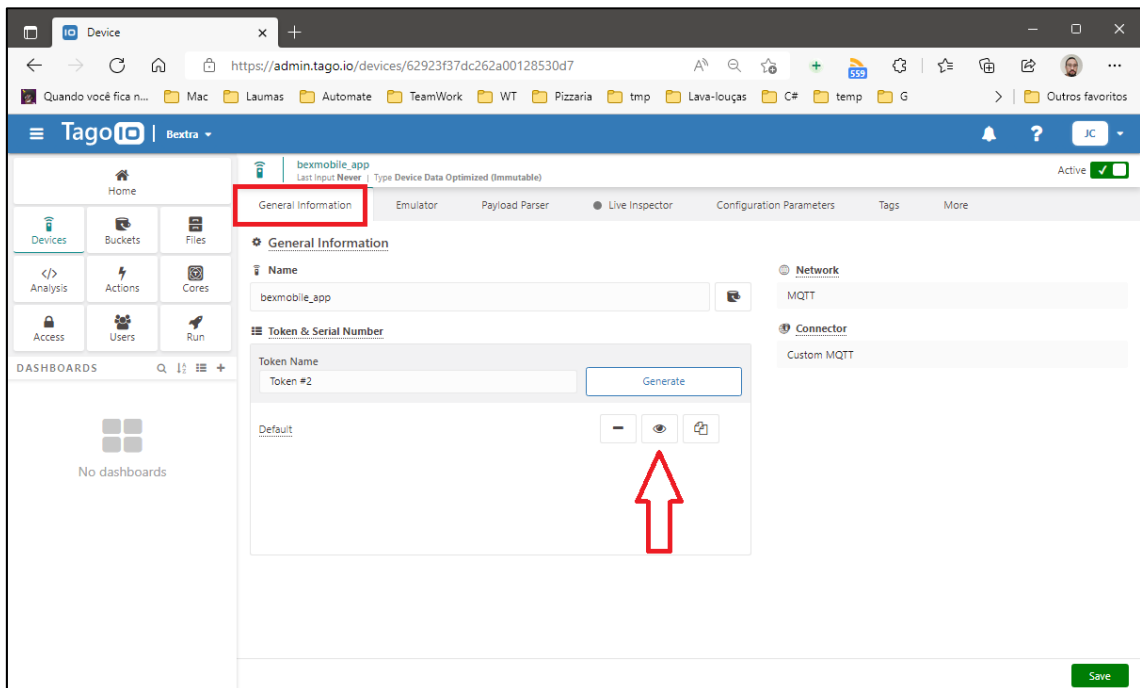 Device
https://admin.tago.io/devices/62923f37dc262a00128530d7
559
Quando você fica n... Mac Laumas Automate TeamWork WT Pizzaria tmp Lava-louças C# temp G Outros favoritos
Tago IO | Bextra
? JC
bexmobile_app
Last Input Never | Type Device Data Optimized (Immutable)
Active
Home
Devices Buckets Files
Analysis Actions Cores
Access Users Run
DASHBOARDS
No dashboards
General Information Emulator Payload Parser Live Inspector Configuration Parameters Tags More
General Information
Name
bexmobile_app
Token & Serial Number
Token Name
Token #2 Generate
Default
Network
MQTT
Connector
Custom MQTT
Save